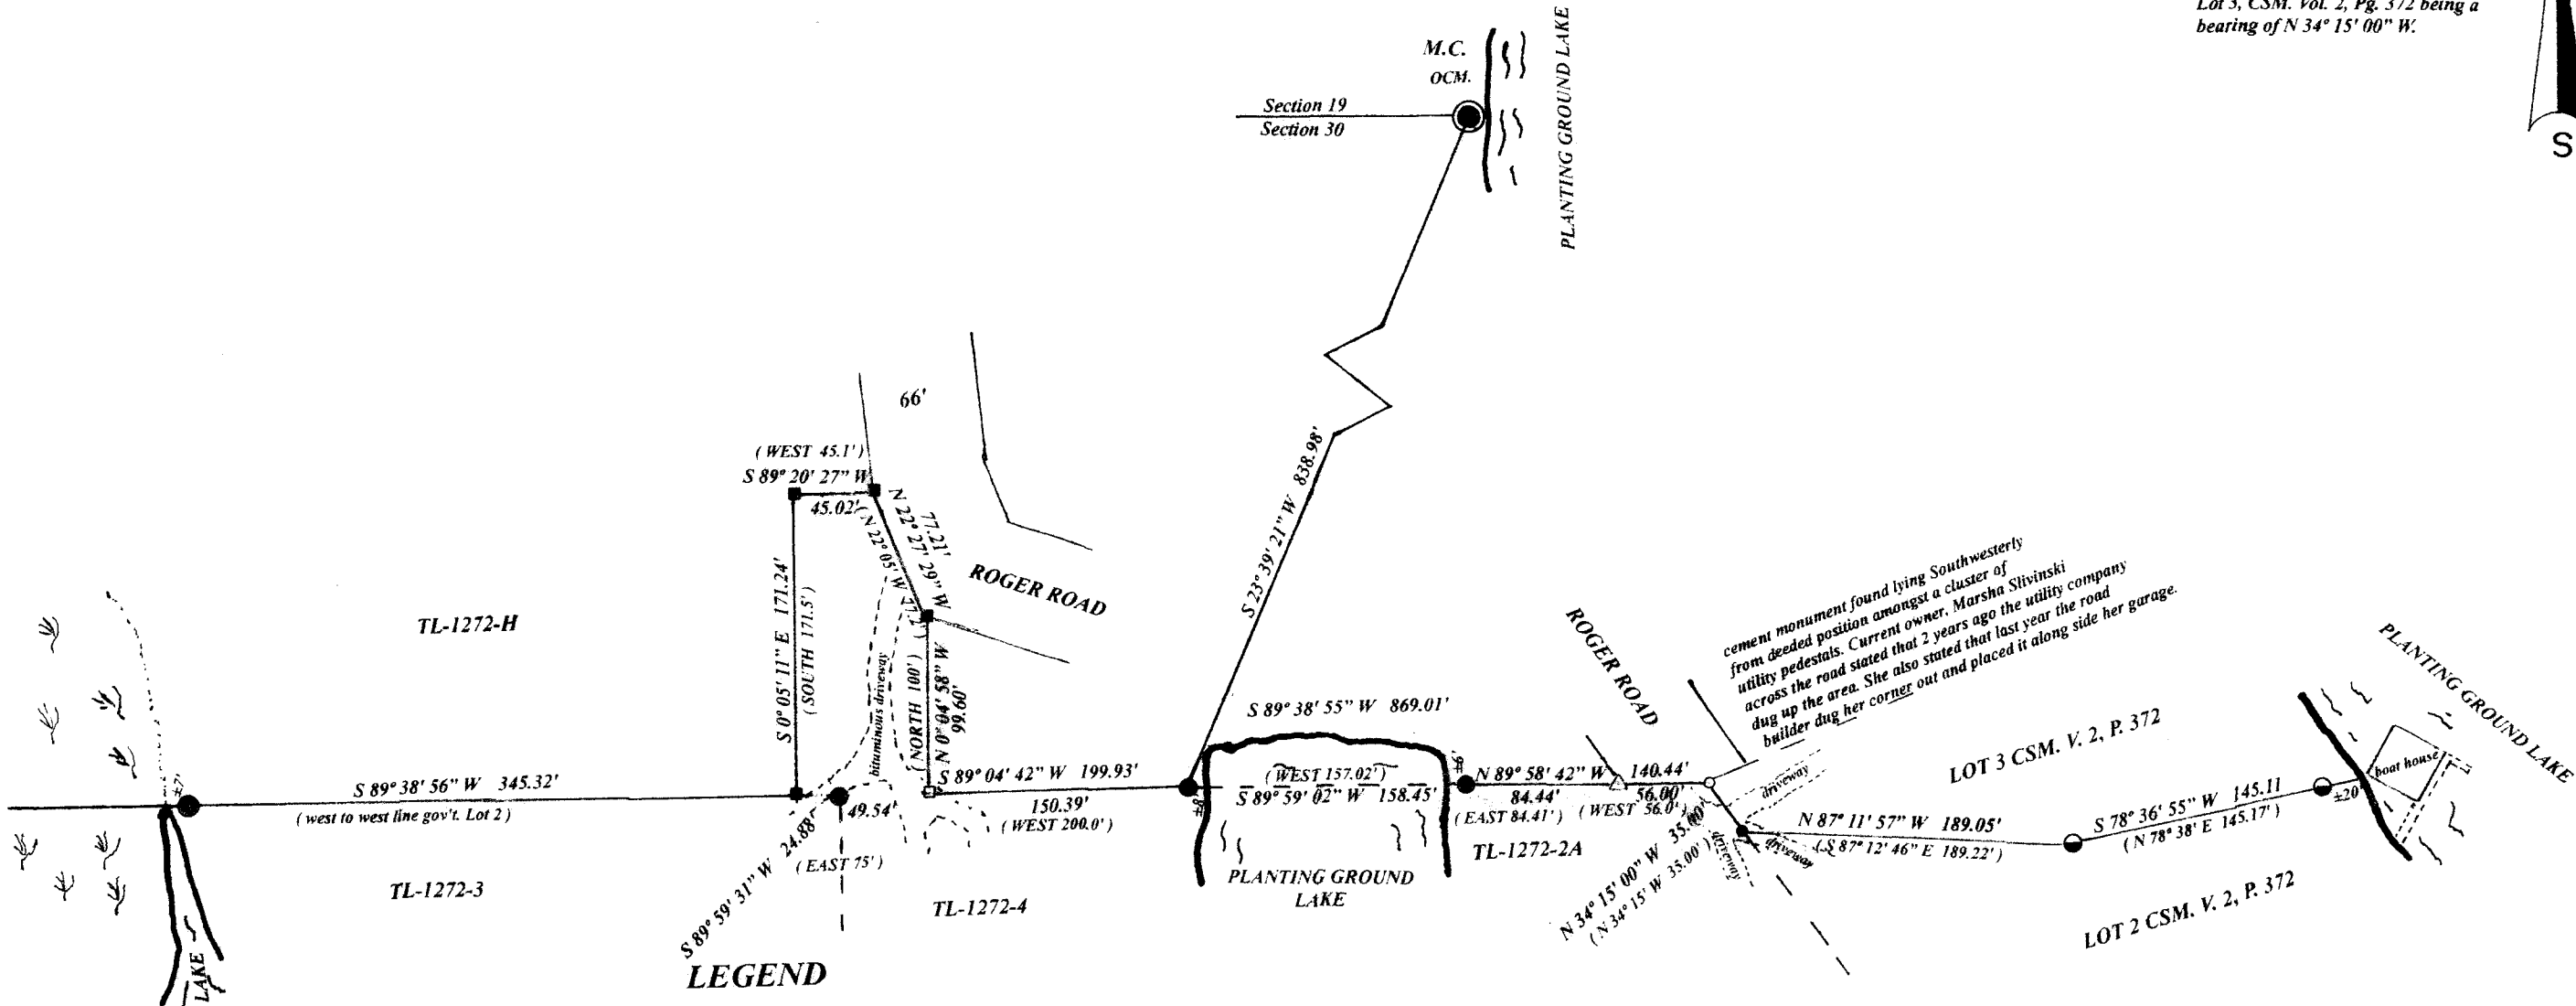 Lot 3, CSM. Vol. 2, Pg. 372 being a
bearing of N 34° 15' 00" W.
S
M.C.
OCM.
PLANTING GROUND LAKE
Section 19
Section 30
66'
( WEST 45.1' )
S 89° 20' 27" W
45.02'
N 22° 27' 29" W
77.21'
S 0° 05' 11" E 171.24'
( SOUTH 171.5' )
ROGER ROAD
bituminous driveway
( NORTH 100' )
N 0° 04' 58" W
99.60'
S 23° 39' 21" W 838.98'
TL-1272-H
S 89° 38' 56" W 345.32'
( west to west line gov't. Lot 2 )
±2'
TL-1272-3
LAKE
S 89° 59' 31" W 24.88'
49.54'
( EAST 75' )
S 89° 04' 42" W 199.93'
150.39'
( WEST 200.0' )
TL-1272-4
S 89° 38' 55" W 869.01'
( WEST 157.02' )
S 89° 59' 02" W 158.45'
PLANTING GROUND
LAKE
N 89° 58' 42" W 140.44'
84.44'
56.00'
( EAST 84.41' )
( WEST 56.0' )
TL-1272-2A
ROGER ROAD
cement monument found lying Southwesterly
from deeded position amongst a cluster of
utility pedestals. Current owner, Marsha Slivinski
across the road stated that 2 years ago the utility company
dug up the area. She also stated that last year the road
builder dug her corner out and placed it along side her garage.
driveway
driveway
driveway
N 34° 15' 00" W 35.00'
( N 34° 15' W 35.00' )
N 87° 11' 57" W 189.05'
( S 87° 12' 46" E 189.22' )
LOT 3 CSM. V. 2, P. 372
S 78° 36' 55" W 145.11
( N 78° 38' E 145.17' )
±20'
boat house
PLANTING GROUND LAKE
LOT 2 CSM. V. 2, P. 372
LEGEND